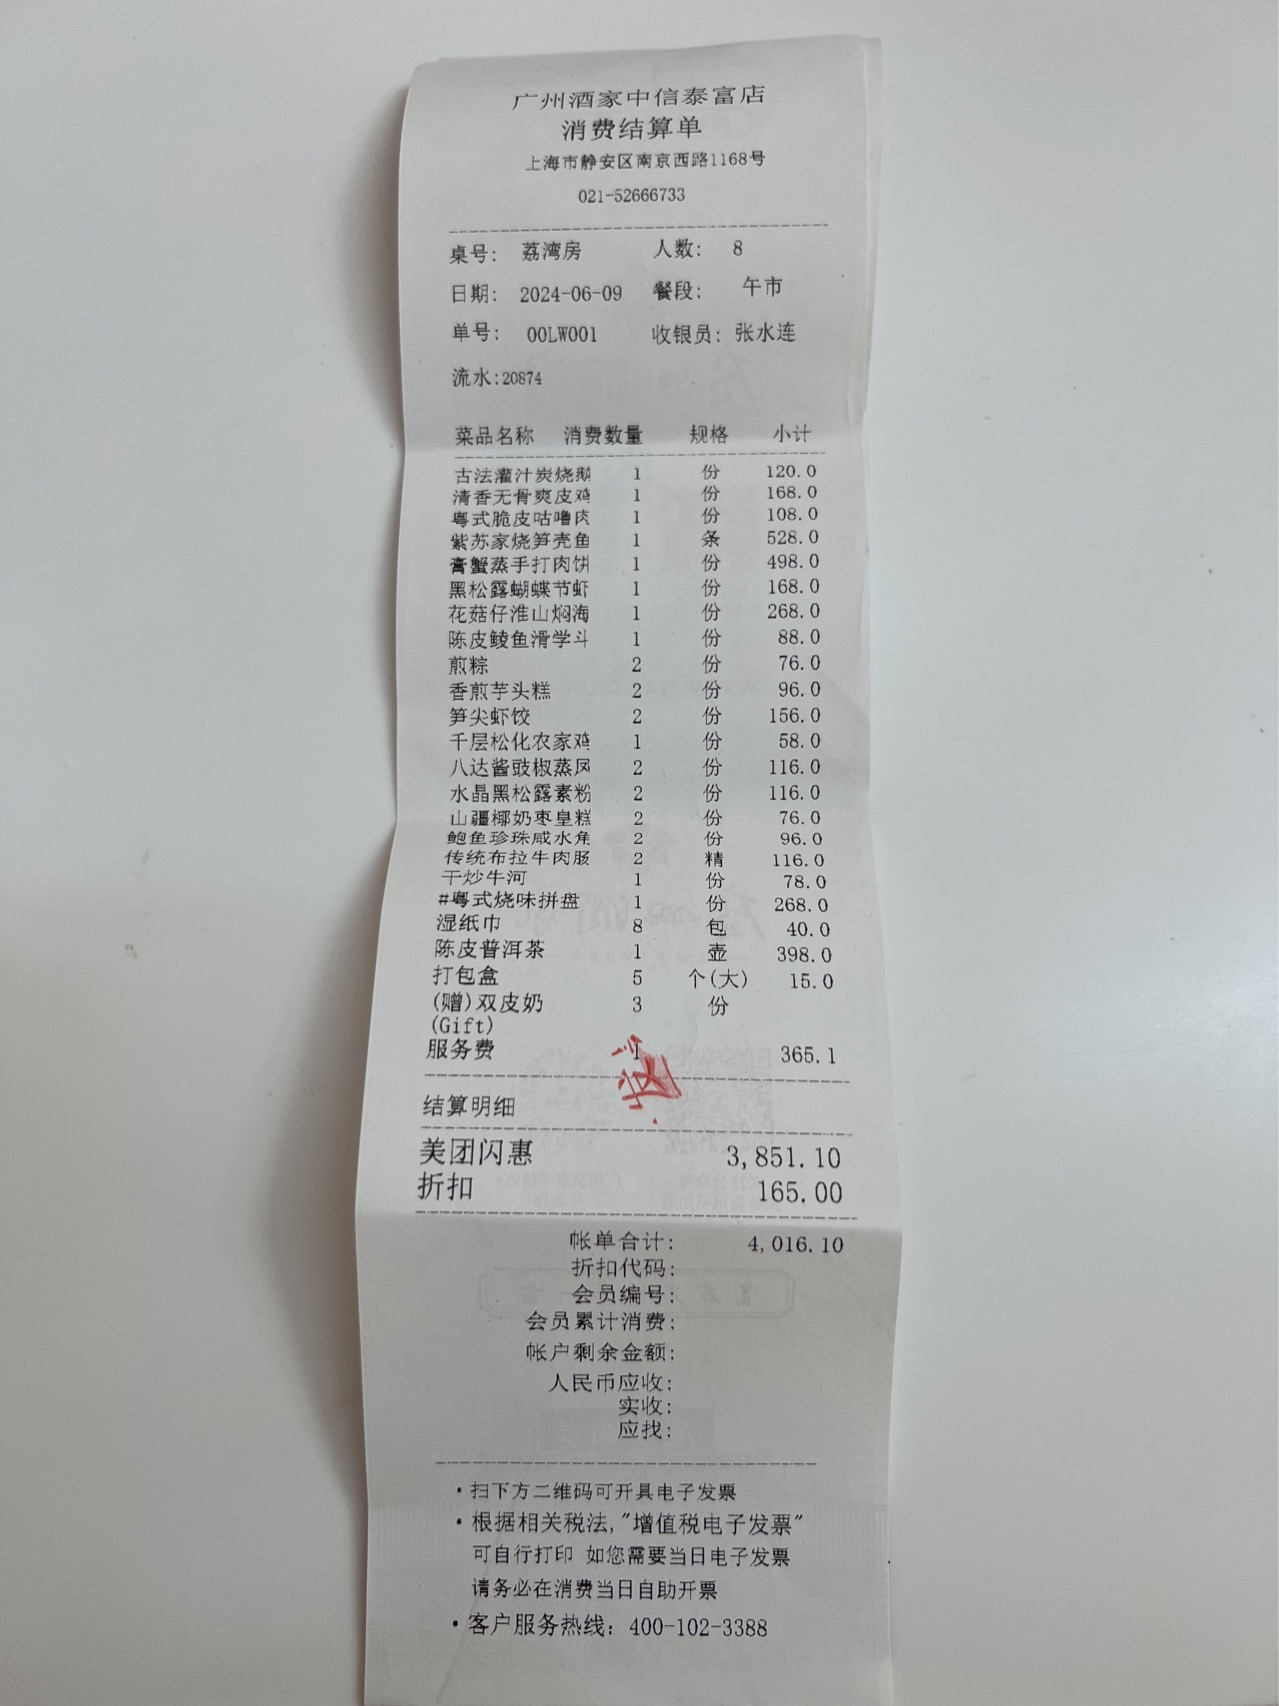 广州酒家中信泰富店
消费结算单
上海市静安区南京西路1168号
021-52666733
桌号: 荔湾房 人数: 8
日期: 2024-06-09 餐段: 午市
单号: 00LW001 收银员: 张水连
流水:20874
菜品名称 消费数量 规格 小计
古法灌汁炭烧鹅 1 份 120.0
清香无骨爽皮鸡 1 份 168.0
粤式脆皮咕噜肉 1 份 108.0
紫苏家烧笋壳鱼 1 条 528.0
膏蟹蒸手打肉饼 1 份 498.0
黑松露蝴蝶节虾 1 份 168.0
花菇仔淮山焖海 1 份 268.0
陈皮鲮鱼滑学斗 1 份 88.0
煎粽 2 份 76.0
香煎芋头糕 2 份 96.0
笋尖虾饺 2 份 156.0
千层松化农家鸡 1 份 58.0
八达酱豉椒蒸凤 2 份 116.0
水晶黑松露素粉 2 份 116.0
山疆椰奶枣皇糕 2 份 76.0
鲍鱼珍珠咸水角 2 份 96.0
传统布拉牛肉肠 2 精 116.0
干炒牛河 1 份 78.0
#粤式烧味拼盘 1 份 268.0
湿纸巾 8 包 40.0
陈皮普洱茶 1 壶 398.0
打包盒 5 个(大) 15.0
(赠)双皮奶 3 份
(Gift)
服务费 1 365.1
结算明细
美团闪惠 3,851.10
折扣 165.00
帐单合计: 4,016.10
折扣代码:
会员编号:
会员累计消费:
帐户剩余金额:
人民币应收:
实收:
应找:
·扫下方二维码可开具电子发票
·根据相关税法,"增值税电子发票"
可自行打印 如您需要当日电子发票
请务必在消费当日自助开票
·客户服务热线: 400-102-3388